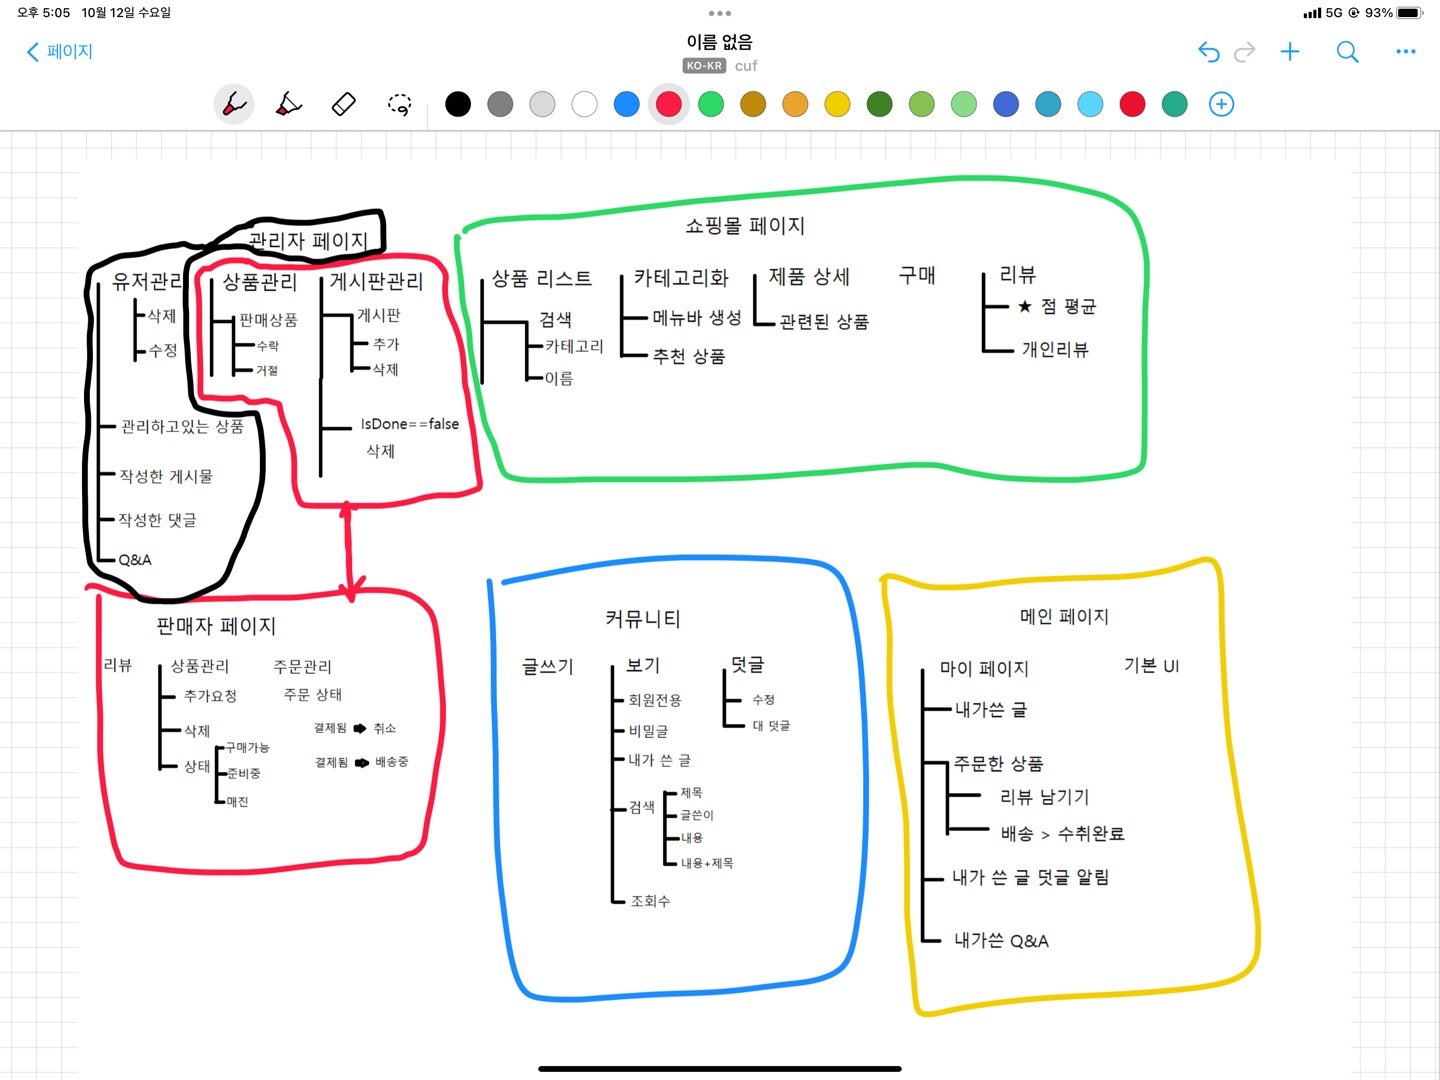 오후 5:05 10월 12일 수요일
5G 93%
페이지
이름 없음
KO-KR cuf
관리자 페이지
유저관리
삭제
수정
관리하고있는 상품
작성한 게시물
작성한 댓글
Q&A
상품관리
판매상품
수락
거절
게시판관리
게시판
추가
삭제
IsDone==false
삭제
쇼핑몰 페이지
상품 리스트
검색
카테고리
이름
카테고리화
메뉴바 생성
추천 상품
제품 상세
관련된 상품
구매
리뷰
★ 점 평균
개인리뷰
판매자 페이지
리뷰
상품관리
추가요청
삭제
상태
구매가능
준비중
매진
주문관리
주문 상태
결제됨 ➡ 취소
결제됨 ➡ 배송중
커뮤니티
글쓰기
보기
회원전용
비밀글
내가 쓴 글
검색
제목
글쓴이
내용
내용+제목
조회수
덧글
수정
대 덧글
메인 페이지
마이 페이지
내가쓴 글
주문한 상품
리뷰 남기기
배송 > 수취완료
내가 쓴 글 덧글 알림
내가쓴 Q&A
기본 UI